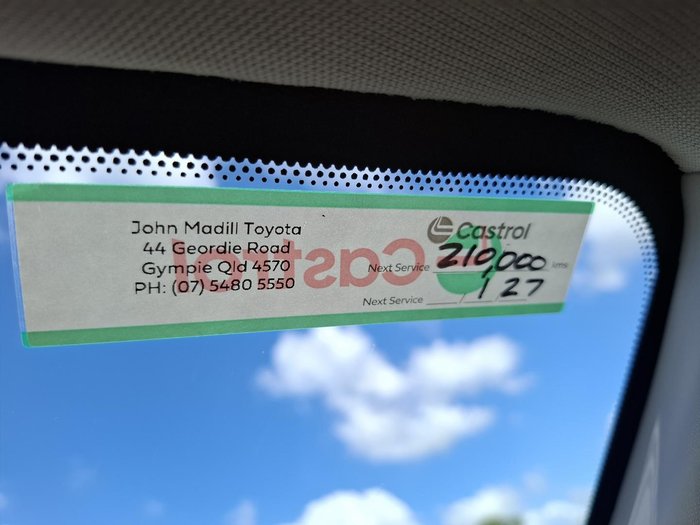 John Madill Toyota
44 Geordie Road
Gympie Qld 4570
PH: (07) 5480 5550
Castrol
Castrol
Next Service 210,000 kms
Next Service 1 / 27